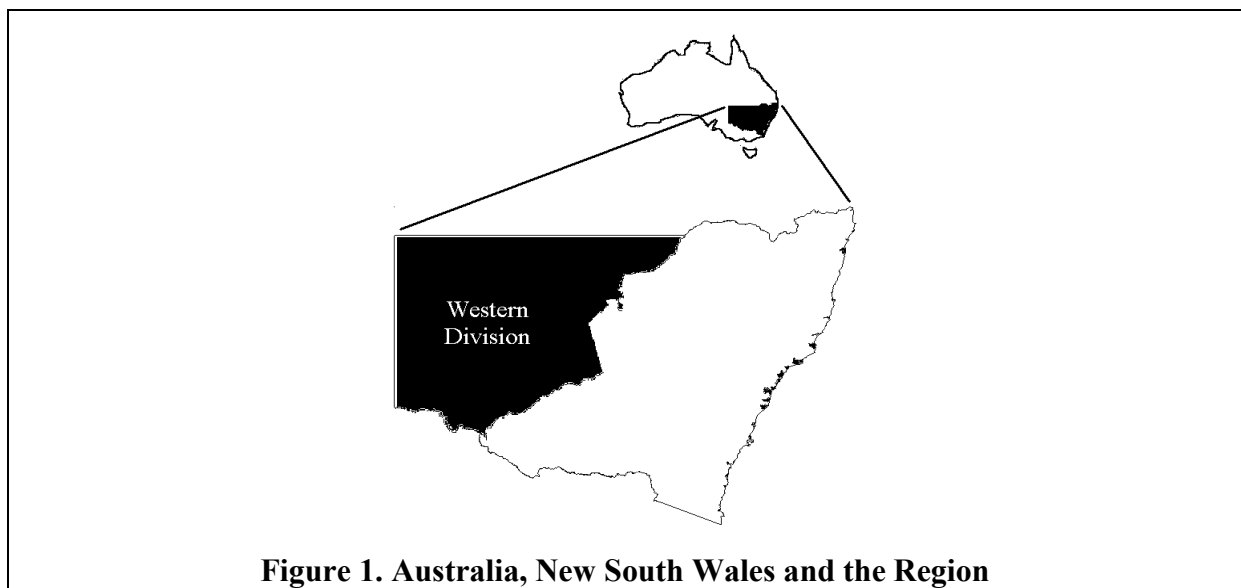 Western
Division
Figure 1. Australia, New South Wales and the Region